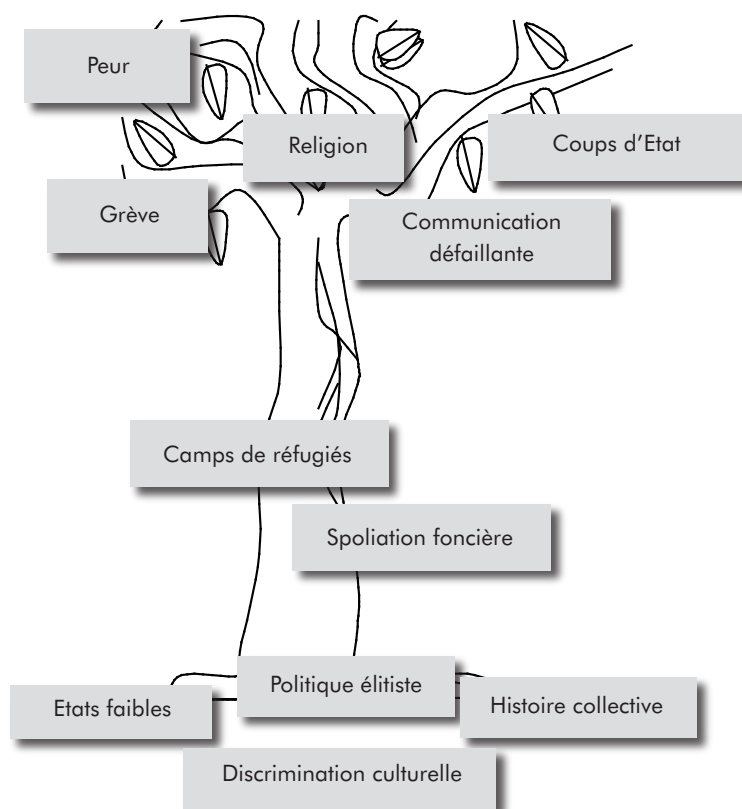 Peur
Religion
Coups d'Etat
Grève
Communication
défaillante
Camps de réfugiés
Spoliation foncière
Politique élitiste
Etats faibles
Histoire collective
Discrimination culturelle